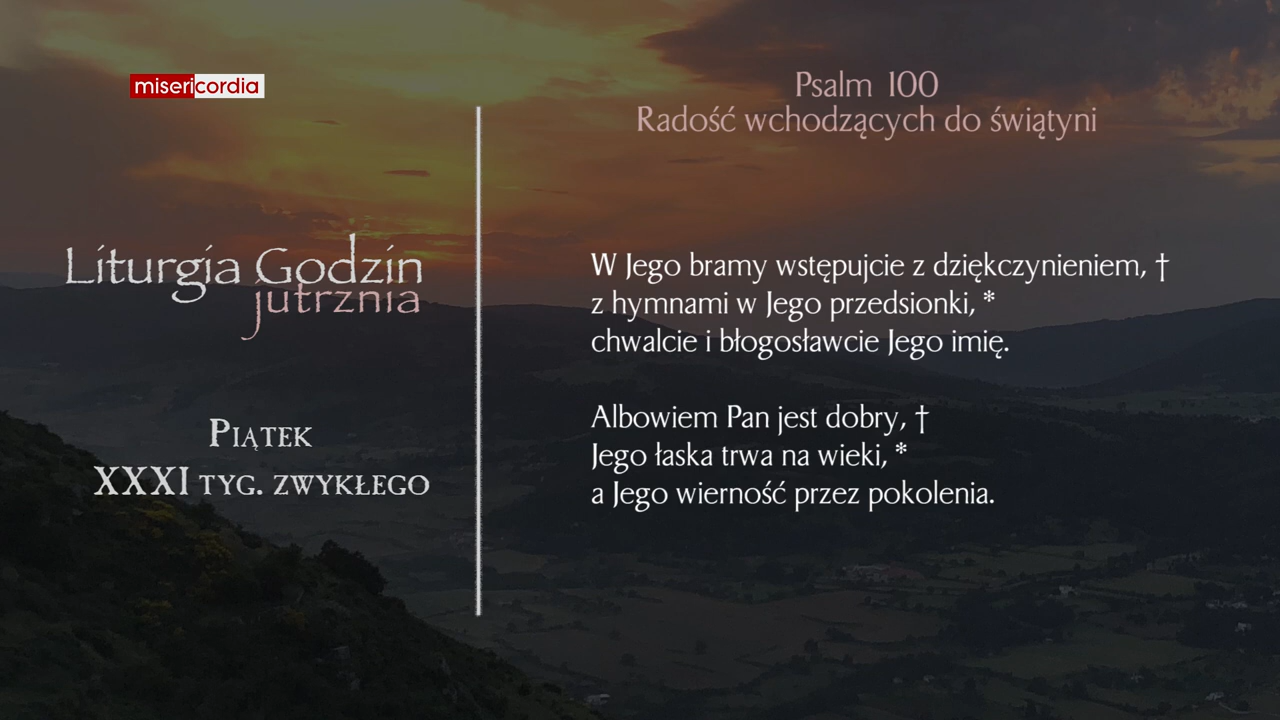 misericordia
Liturgia Godzin
jutrznia
Piątek
XXXI tyg. zwykłego
Psalm 100
Radość wchodzących do świątyni
W Jego bramy wstępujcie z dziękczynieniem, †
z hymnami w Jego przedsionki, *
chwalcie i błogosławcie Jego imię.
Albowiem Pan jest dobry, †
Jego łaska trwa na wieki, *
a Jego wierność przez pokolenia.